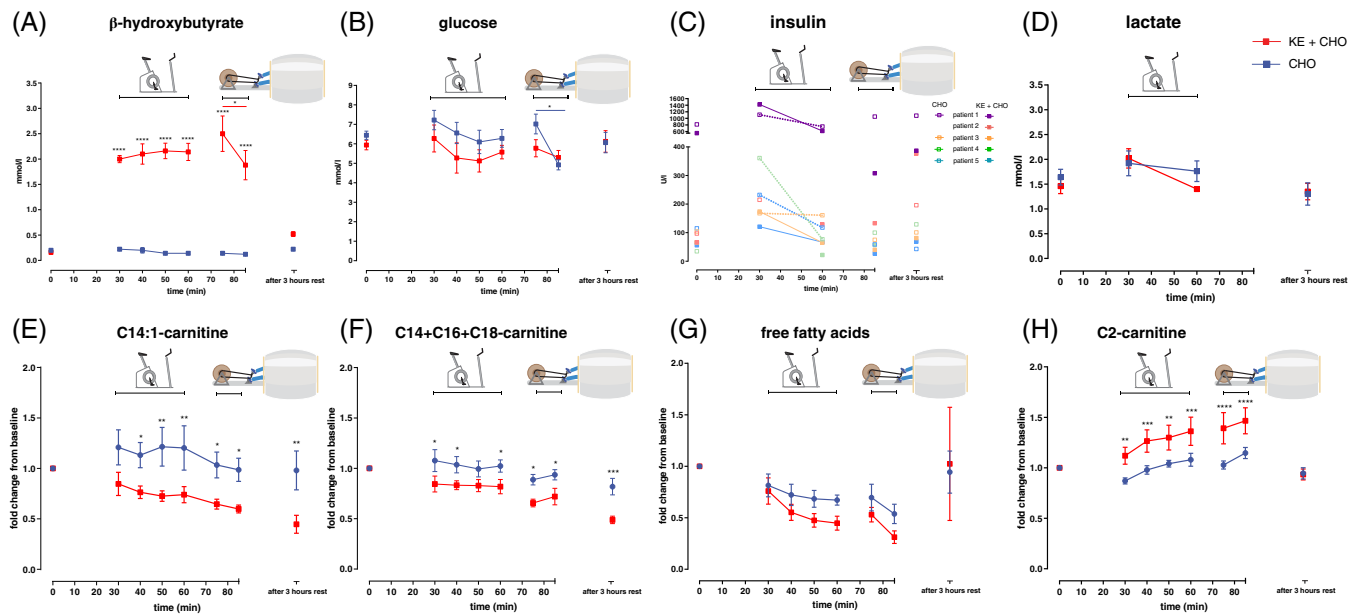 (A) β-hydroxybutyrate
3.5
3.0
2.5
2.0
1.5
1.0
0.5
0.0
mmol/l
**** **** **** **** **** * ****
0 10 20 30 40 50 60 70 80
after 3 hours rest
time (min)
(B) glucose
9
8
7
6
5
4
3
2
1
0
mmol/l
*
0 10 20 30 40 50 60 70 80
after 3 hours rest
time (min)
(C) insulin
1600
1400
1200
1000
800
600
400
300
200
100
0
U/l
CHO KE + CHO
patient 1
patient 2
patient 3
patient 4
patient 5
0 10 20 30 40 50 60 70 80
after 3 hours rest
time (min)
(D) lactate
3.0
2.5
2.0
1.5
1.0
0.5
0.0
mmol/l
0 10 20 30 40 50 60 70 80
after 3 hours rest
time (min)
KE + CHO
CHO
(E) C14:1-carnitine
2.0
1.5
1.0
0.5
0.0
fold change from baseline
* ** ** * * **
0 10 20 30 40 50 60 70 80
after 3 hours rest
time (min)
(F) C14+C16+C18-carnitine
2.0
1.5
1.0
0.5
0.0
fold change from baseline
* * * * * ***
0 10 20 30 40 50 60 70 80
after 3 hours rest
time (min)
(G) free fatty acids
2.0
1.5
1.0
0.5
0.0
fold change from baseline
0 10 20 30 40 50 60 70 80
after 3 hours rest
time (min)
(H) C2-carnitine
2.0
1.5
1.0
0.5
0.0
fold change from baseline
** *** ** *** **** ****
0 10 20 30 40 50 60 70 80
after 3 hours rest
time (min)